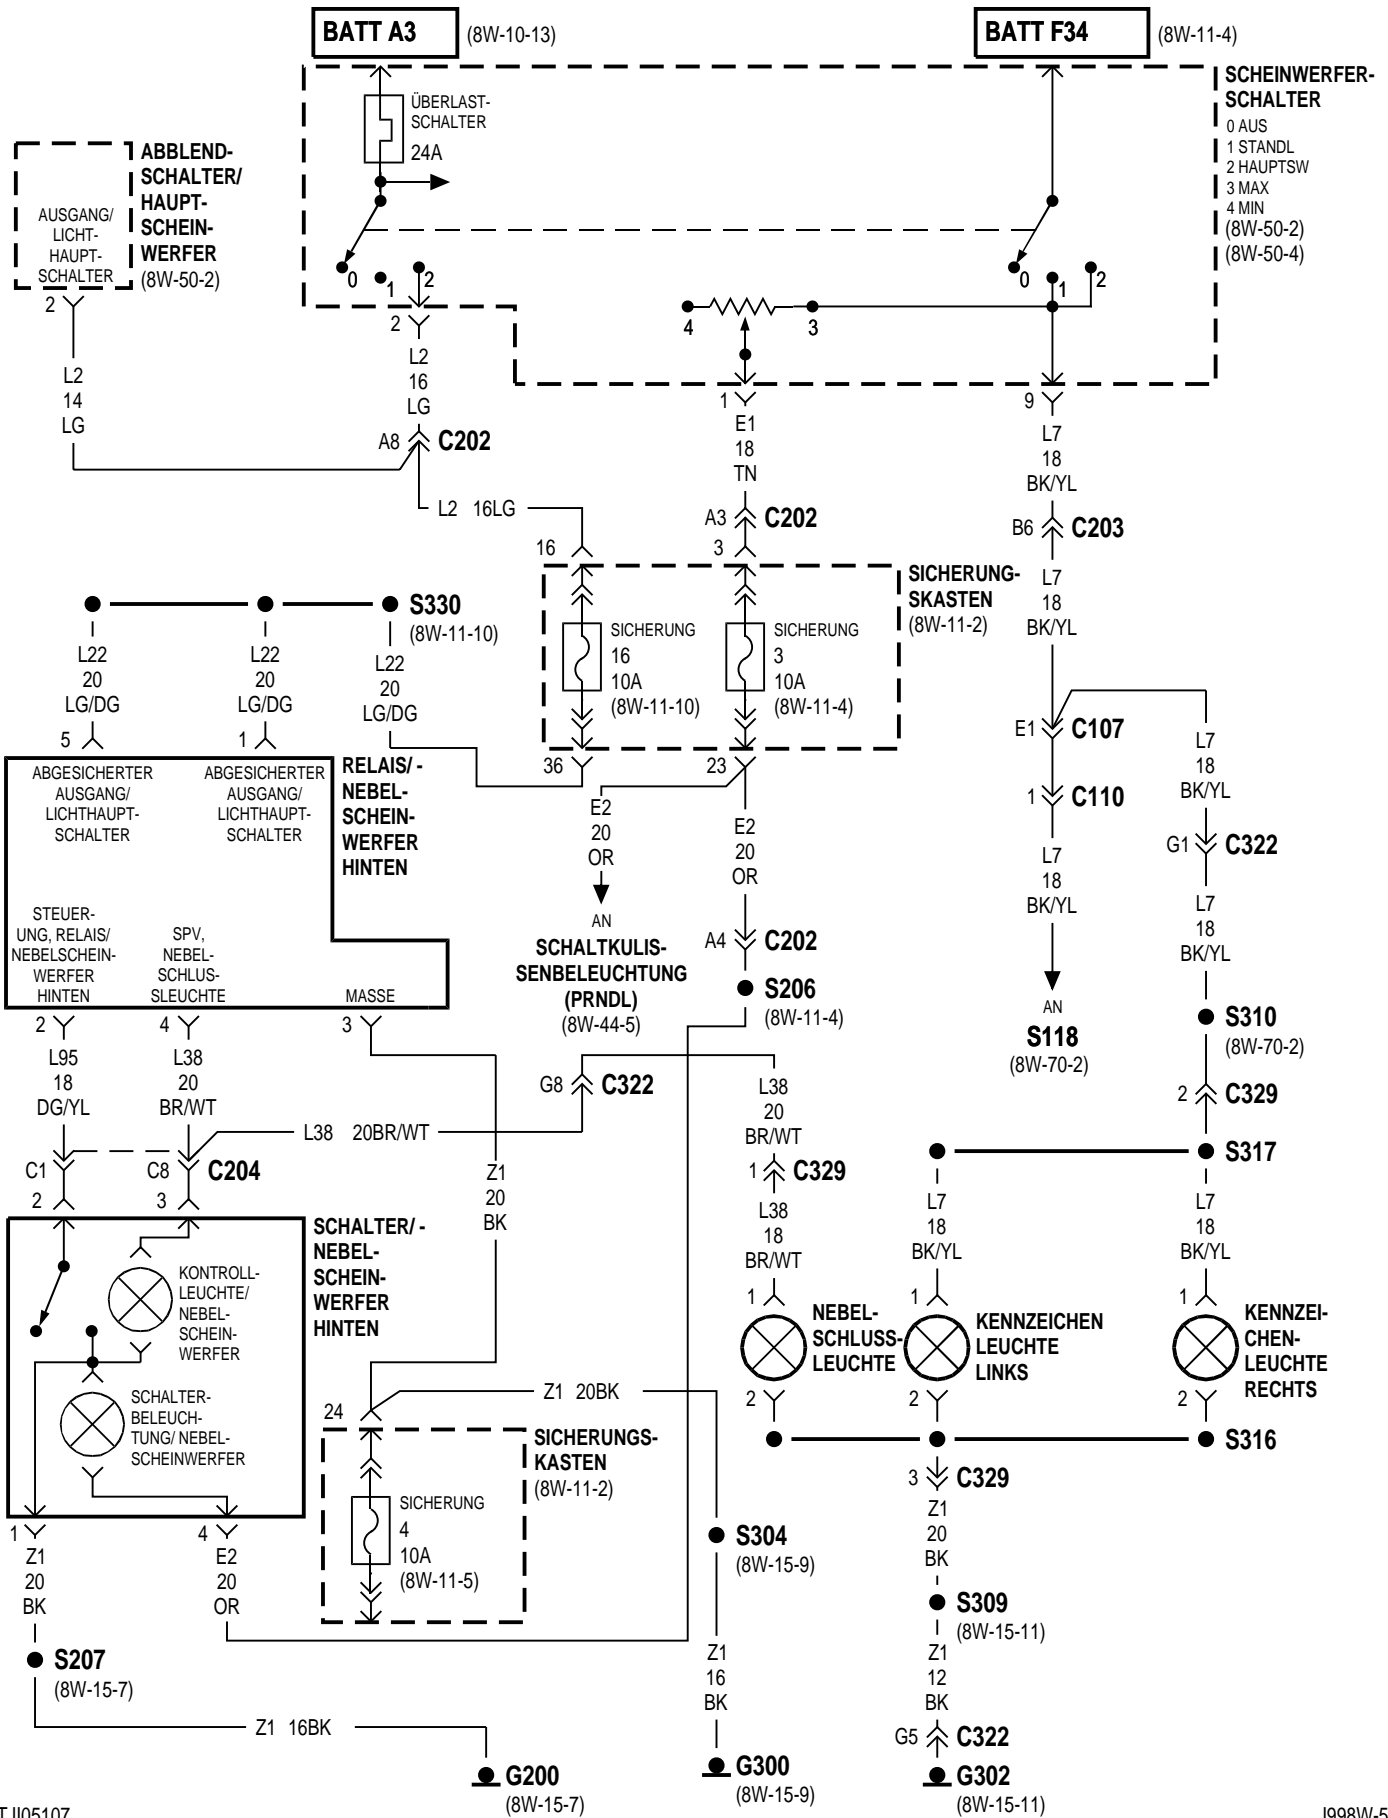 BATT A3
(8W-10-13)
BATT F34
(8W-11-4)
ÜBERLAST-
SCHALTER
24A
SCHEINWERFER-
SCHALTER
0 AUS
1 STANDL
2 HAUPTSW
3 MAX
4 MIN
(8W-50-2)
(8W-50-4)
ABBLEND-
SCHALTER/
HAUPT-
SCHEIN-
WERFER
(8W-50-2)
AUSGANG/
LICHT-
HAUPT-
SCHALTER
2
L2
14
LG
0
1
2
2
L2
16
LG
A8
C202
L2 16LG
16
4
3
0
1
2
1
E1
18
TN
A3
C202
3
9
L7
18
BK/YL
B6
C203
L7
18
BK/YL
SICHERUNG-
SKASTEN
(8W-11-2)
SICHERUNG
16
10A
(8W-11-10)
SICHERUNG
3
10A
(8W-11-4)
36
23
S330
(8W-11-10)
L22
20
LG/DG
L22
20
LG/DG
L22
20
LG/DG
5
1
ABGESICHERTER
AUSGANG/
LICHTHAUPT-
SCHALTER
ABGESICHERTER
AUSGANG/
LICHTHAUPT-
SCHALTER
RELAIS/ -
NEBEL-
SCHEIN-
WERFER
HINTEN
STEUER-
UNG, RELAIS/
NEBELSCHEIN-
WERFER
HINTEN
SPV,
NEBEL-
SCHLUS-
SLEUCHTE
MASSE
2
4
3
L95
18
DG/YL
L38
20
BR/WT
E2
20
OR
AN
SCHALTKULIS-
SENBELEUCHTUNG
(PRNDL)
(8W-44-5)
E2
20
OR
A4
C202
S206
(8W-11-4)
E1
C107
1
C110
L7
18
BK/YL
AN
S118
(8W-70-2)
L7
18
BK/YL
G1
C322
L7
18
BK/YL
S310
(8W-70-2)
2
C329
S317
G8
C322
L38 20BR/WT
L38
20
BR/WT
1
C329
L38
18
BR/WT
Z1
20
BK
C1
C8
C204
2
3
L7
18
BK/YL
L7
18
BK/YL
1
1
1
SCHALTER/ -
NEBEL-
SCHEIN-
WERFER
HINTEN
KONTROLL-
LEUCHTE/
NEBEL-
SCHEIN-
WERFER
SCHALTER-
BELEUCH-
TUNG/ NEBEL-
SCHEINWERFER
NEBEL-
SCHLUSS-
LEUCHTE
KENNZEICHEN
LEUCHTE
LINKS
KENNZEI-
CHEN-
LEUCHTE
RECHTS
2
2
2
S316
24
Z1 20BK
SICHERUNGS-
KASTEN
(8W-11-2)
SICHERUNG
4
10A
(8W-11-5)
3
C329
Z1
20
BK
S309
(8W-15-11)
Z1
12
BK
G5
C322
G302
(8W-15-11)
S304
(8W-15-9)
Z1
16
BK
G300
(8W-15-9)
1
4
Z1
20
BK
E2
20
OR
S207
(8W-15-7)
Z1 16BK
G200
(8W-15-7)